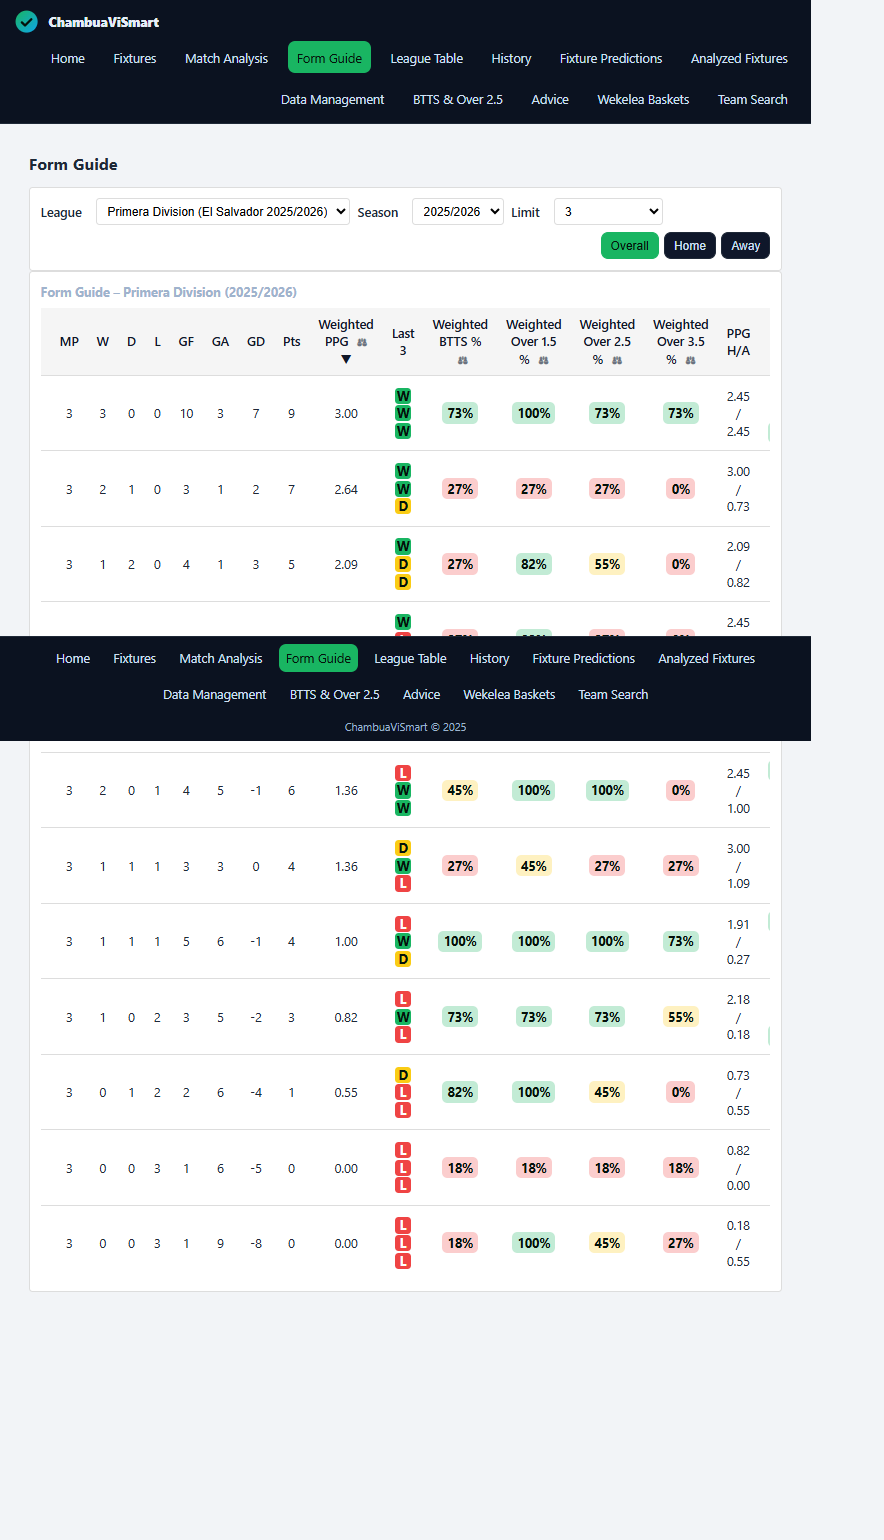 ChambuaViSmart
Home Fixtures Match Analysis Form Guide League Table History Fixture Predictions Analyzed Fixtures
Data Management BTTS & Over 2.5 Advice Wekelea Baskets Team Search
Form Guide
League Primera Division (El Salvador 2025/2026) Season 2025/2026 Limit 3
Overall Home Away
Form Guide – Primera Division (2025/2026)
MP W D L GF GA GD Pts Weighted PPG ▼ Last 3 Weighted BTTS % Weighted Over 1.5 % Weighted Over 2.5 % Weighted Over 3.5 % PPG H/A
3 3 0 0 10 3 7 9 3.00 W W W 73% 100% 73% 73% 2.45 / 2.45
3 2 1 0 3 1 2 7 2.64 W W D 27% 27% 27% 0% 3.00 / 0.73
3 1 2 0 4 1 3 5 2.09 W D D 27% 82% 55% 0% 2.09 / 0.82
W 2.45
Home Fixtures Match Analysis Form Guide League Table History Fixture Predictions Analyzed Fixtures
Data Management BTTS & Over 2.5 Advice Wekelea Baskets Team Search
ChambuaViSmart © 2025
3 2 0 1 4 5 -1 6 1.36 L W W 45% 100% 100% 0% 2.45 / 1.00
3 1 1 1 3 3 0 4 1.36 D W L 27% 45% 27% 27% 3.00 / 1.09
3 1 1 1 5 6 -1 4 1.00 L W D 100% 100% 100% 73% 1.91 / 0.27
3 1 0 2 3 5 -2 3 0.82 L W L 73% 73% 73% 55% 2.18 / 0.18
3 0 1 2 2 6 -4 1 0.55 D L L 82% 100% 45% 0% 0.73 / 0.55
3 0 0 3 1 6 -5 0 0.00 L L L 18% 18% 18% 18% 0.82 / 0.00
3 0 0 3 1 9 -8 0 0.00 L L L 18% 100% 45% 27% 0.18 / 0.55